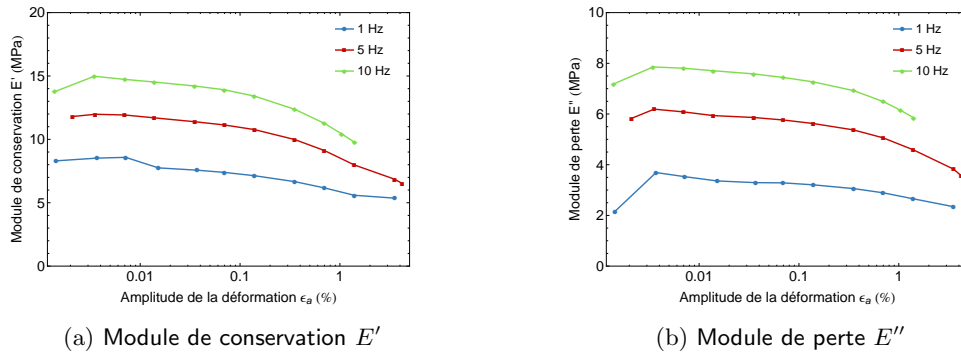 20
15
10
5
0
0.01
0.1
1
Module de conservation E' (MPa)
Amplitude de la déformation ϵₐ (%)
1 Hz
5 Hz
10 Hz
(a) Module de conservation E′
10
8
6
4
2
0
0.01
0.1
1
Module de perte E'' (MPa)
Amplitude de la déformation ϵₐ (%)
1 Hz
5 Hz
10 Hz
(b) Module de perte E′′